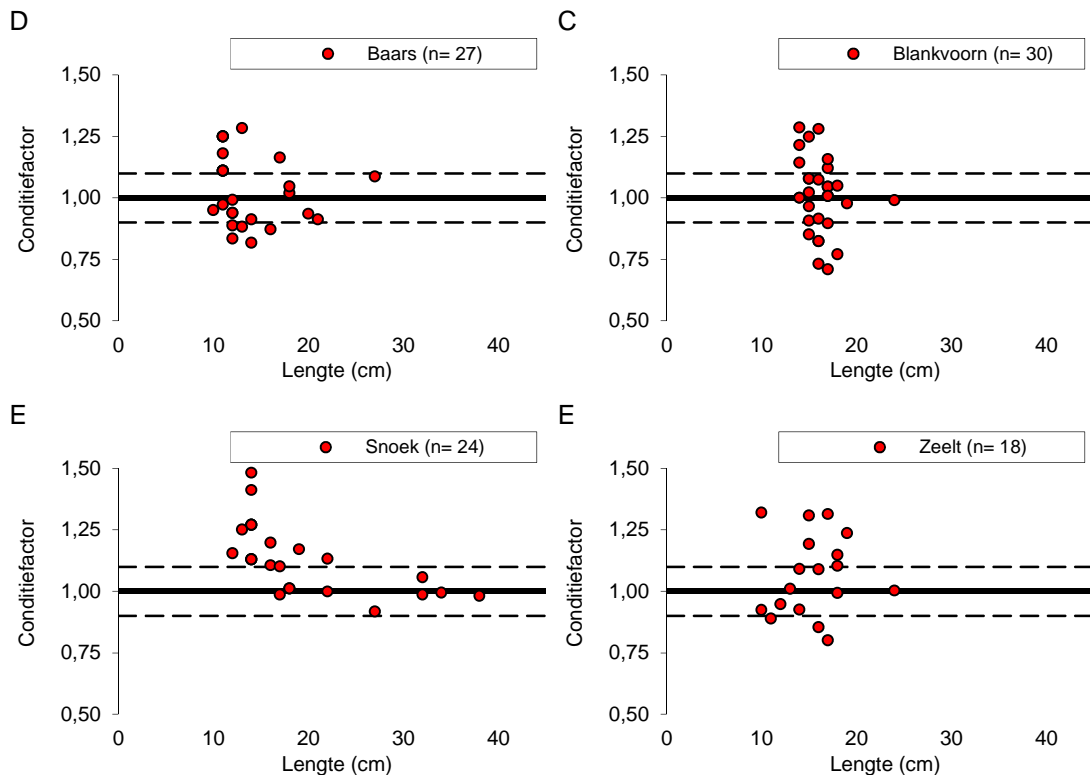 D
Baars (n= 27)
1,50
1,25
1,00
0,75
0,50
Conditiefactor
0 10 20 30 40
Lengte (cm)
C
Blankvoorn (n= 30)
1,50
1,25
1,00
0,75
0,50
Conditiefactor
0 10 20 30 40
Lengte (cm)
E
Snoek (n= 24)
1,50
1,25
1,00
0,75
0,50
Conditiefactor
0 10 20 30 40
Lengte (cm)
E
Zeelt (n= 18)
1,50
1,25
1,00
0,75
0,50
Conditiefactor
0 10 20 30 40
Lengte (cm)